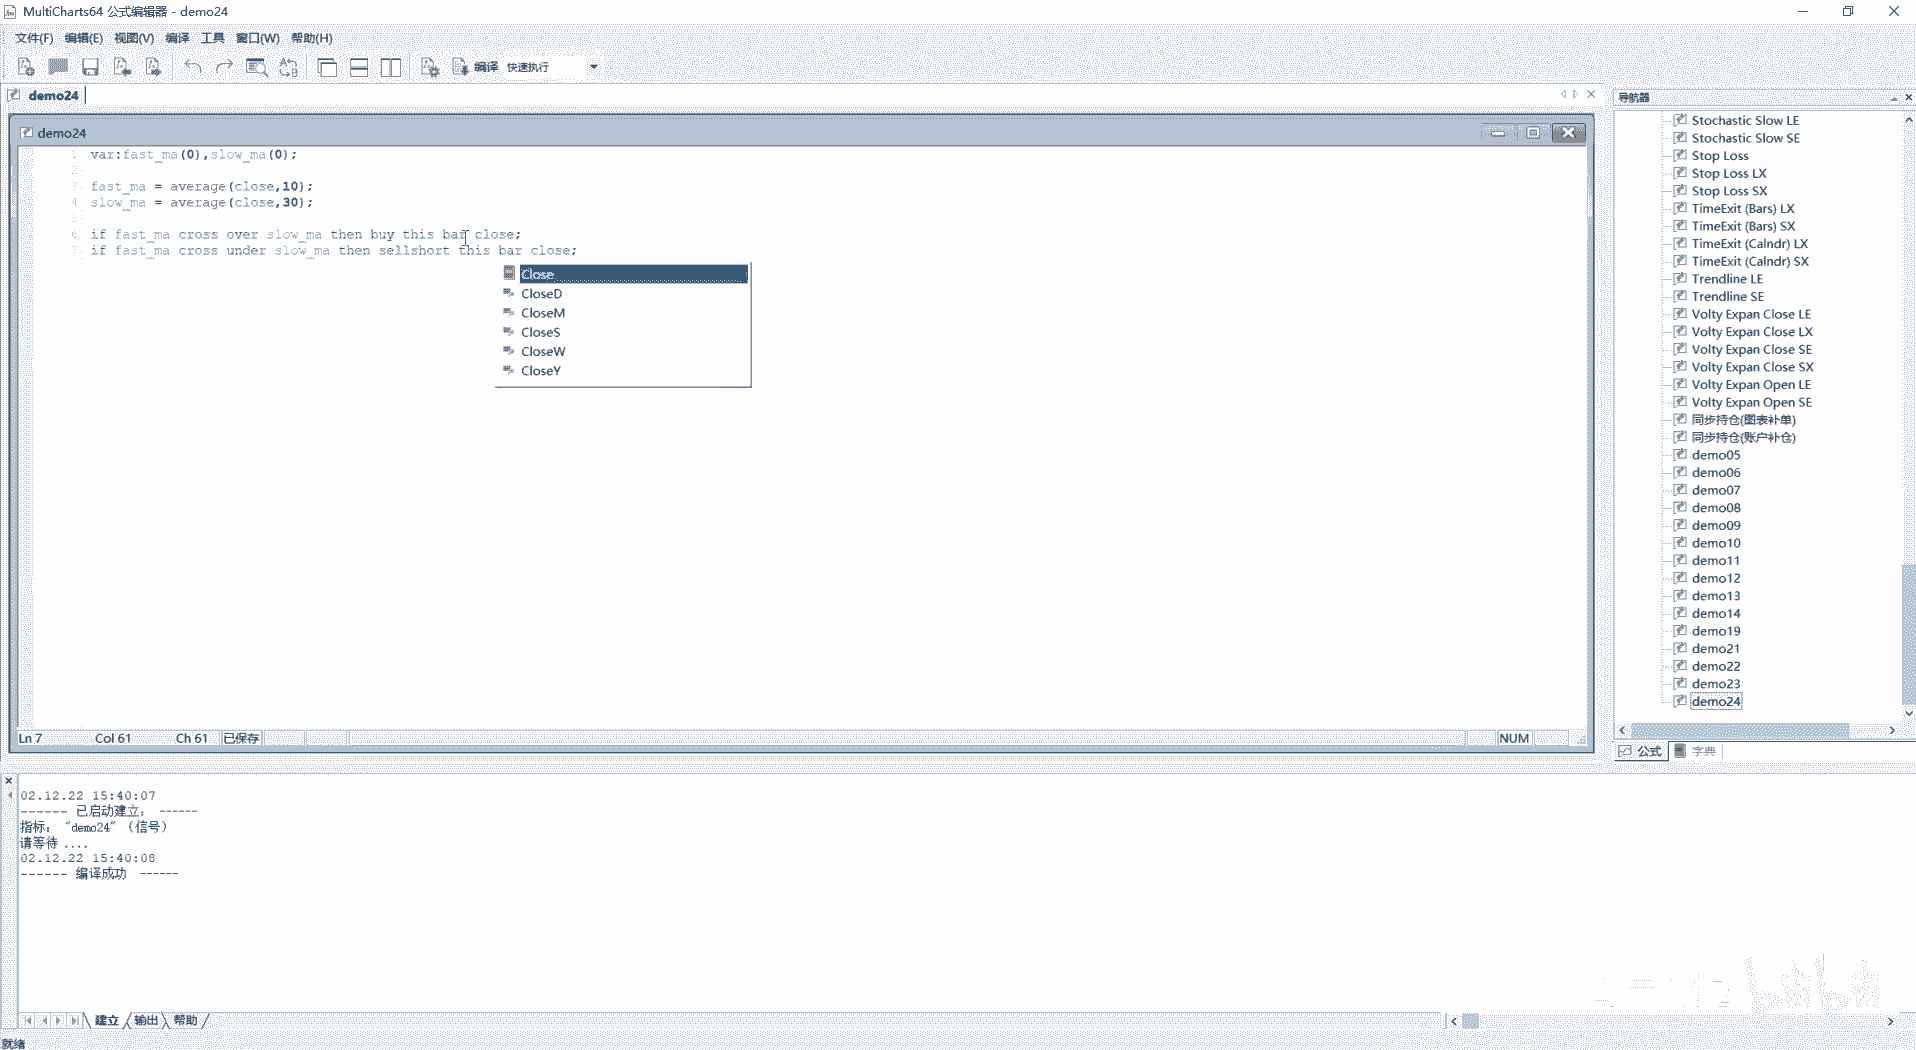 MultiCharts64 公式编辑器 - demo24
文件(F) 编辑(E) 视图(V) 编译 工具 窗口(W) 帮助(H)
编译 快速执行
demo24
demo24
1 var:fast_ma(0),slow_ma(0);
2
3 fast_ma = average(close,10);
4 slow_ma = average(close,30);
5
6 if fast_ma cross over slow_ma then buy this bar close;
7 if fast_ma cross under slow_ma then sellshort this bar close;
Close
CloseD
CloseM
CloseS
CloseW
CloseY
Ln 7 Col 61 Ch 61 已保存 NUM
导航器
Stochastic Slow LE
Stochastic Slow SE
Stop Loss
Stop Loss LX
Stop Loss SX
TimeExit (Bars) LX
TimeExit (Bars) SX
TimeExit (Calndr) LX
TimeExit (Calndr) SX
Trendline LE
Trendline SE
Volty Expan Close LE
Volty Expan Close LX
Volty Expan Close SE
Volty Expan Close SX
Volty Expan Open LE
Volty Expan Open SE
同步持仓(图表补单)
同步持仓(账户补仓)
demo05
demo06
demo07
demo08
demo09
demo10
demo11
demo12
demo13
demo14
demo19
demo21
demo22
demo23
demo24
公式 字典
02.12.22 15:40:07
------ 已启动建立: ------
指标: "demo24" (信号)
请等待 ....
02.12.22 15:40:08
------ 编译成功 ------
建立 输出 帮助
就绪
bilibili